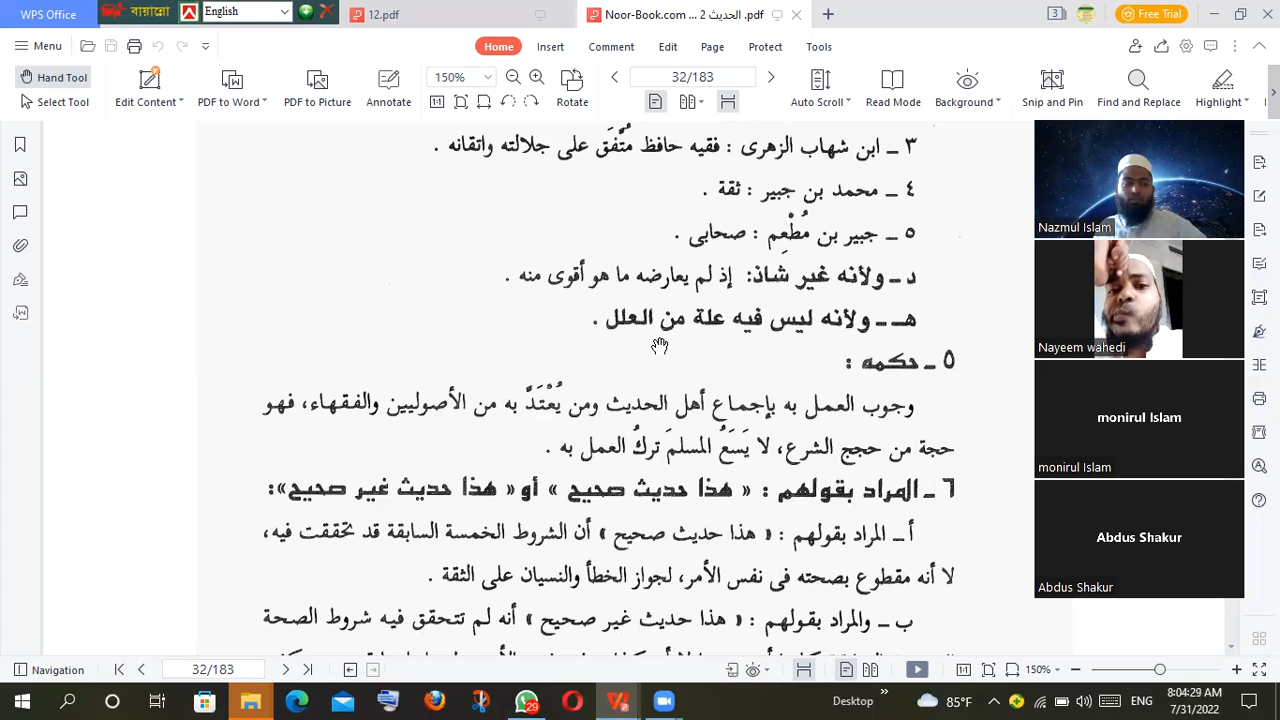 WPS Office
বায়ান্নো
English
12.pdf
Noor-Book.com ... 2 الحديث .pdf
Free Trial
Menu
Home
Insert
Comment
Edit
Page
Protect
Tools
Hand Tool
Select Tool
Edit Content
PDF to Word
PDF to Picture
Annotate
150%
Rotate
32/183
Auto Scroll
Read Mode
Background
Snip and Pin
Find and Replace
Highlight
٣ ـ ابن شهاب الزهرى : فقيه حافظ مُتَّفَق على جلالته واتقانه .
٤ ـ محمد بن جبير : ثقة .
٥ ـ جبير بن مُطْعِم : صحابى .
د ـ ولأنه غير شاذ: إذ لم يعارضه ما هو أقوى منه .
هـ ـ ولأنه ليس فيه علة من العلل .
٥ ـ حكمه :
وجوب العمل به بإجماع أهل الحديث ومن يُعْتَدَّ به من الأصوليين والفقهاء، فهو
حجة من حجج الشرع، لا يَسَعُ المسلمَ تركُ العمل به .
٦ ـ المراد بقولهم : « هذا حديث صحيح » أو « هذا حديث غير صحيح»:
أ ـ المراد بقولهم : « هذا حديث صحيح » أن الشروط الخمسة السابقة قد تحققت فيه،
لا أنه مقطوع بصحته فى نفس الأمر، لجواز الخطأ والنسيان على الثقة .
ب ـ والمراد بقولهم : « هذا حديث غير صحيح » أنه لم تتحقق فيه شروط الصحة
Nazmul Islam
Nayeem wahedi
monirul Islam
monirul Islam
Abdus Shakur
Abdus Shakur
Navigation
32/183
150%
29
Desktop
85°F
ENG
8:04:29 AM
7/31/2022